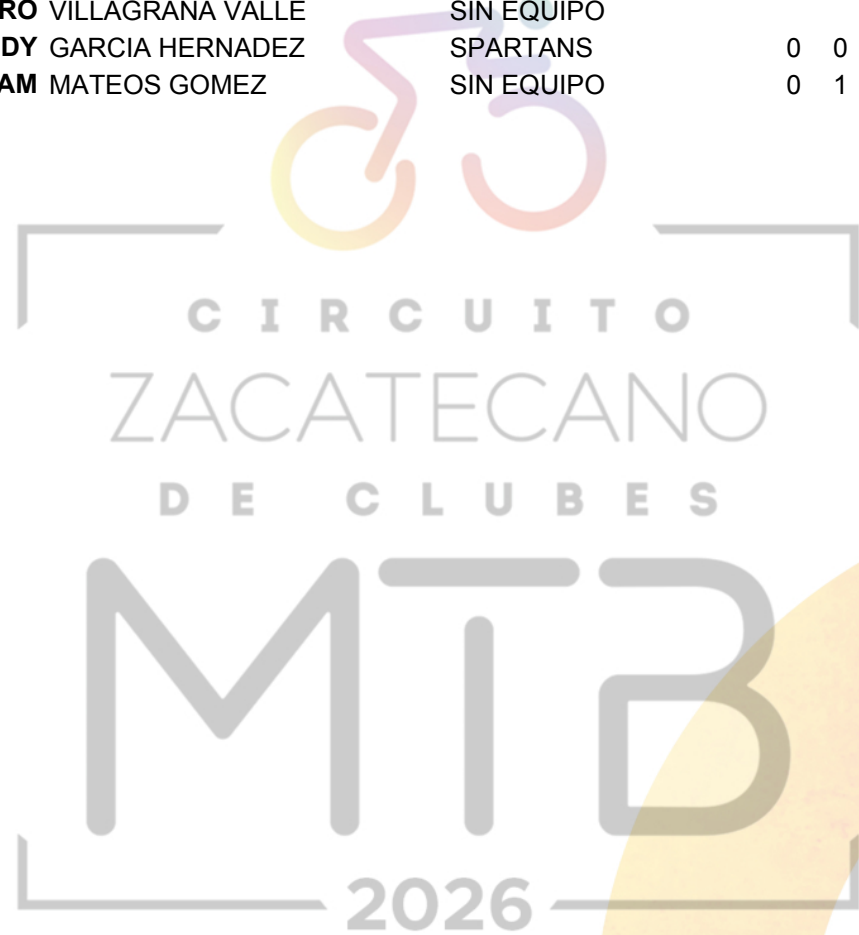 RO VILLAGRANA VALLE SIN EQUIPO
DY GARCIA HERNADEZ SPARTANS 0 0
AM MATEOS GOMEZ SIN EQUIPO 0 1
CIRCUITO
ZACATECANO
DE CLUBES
MTB
2026